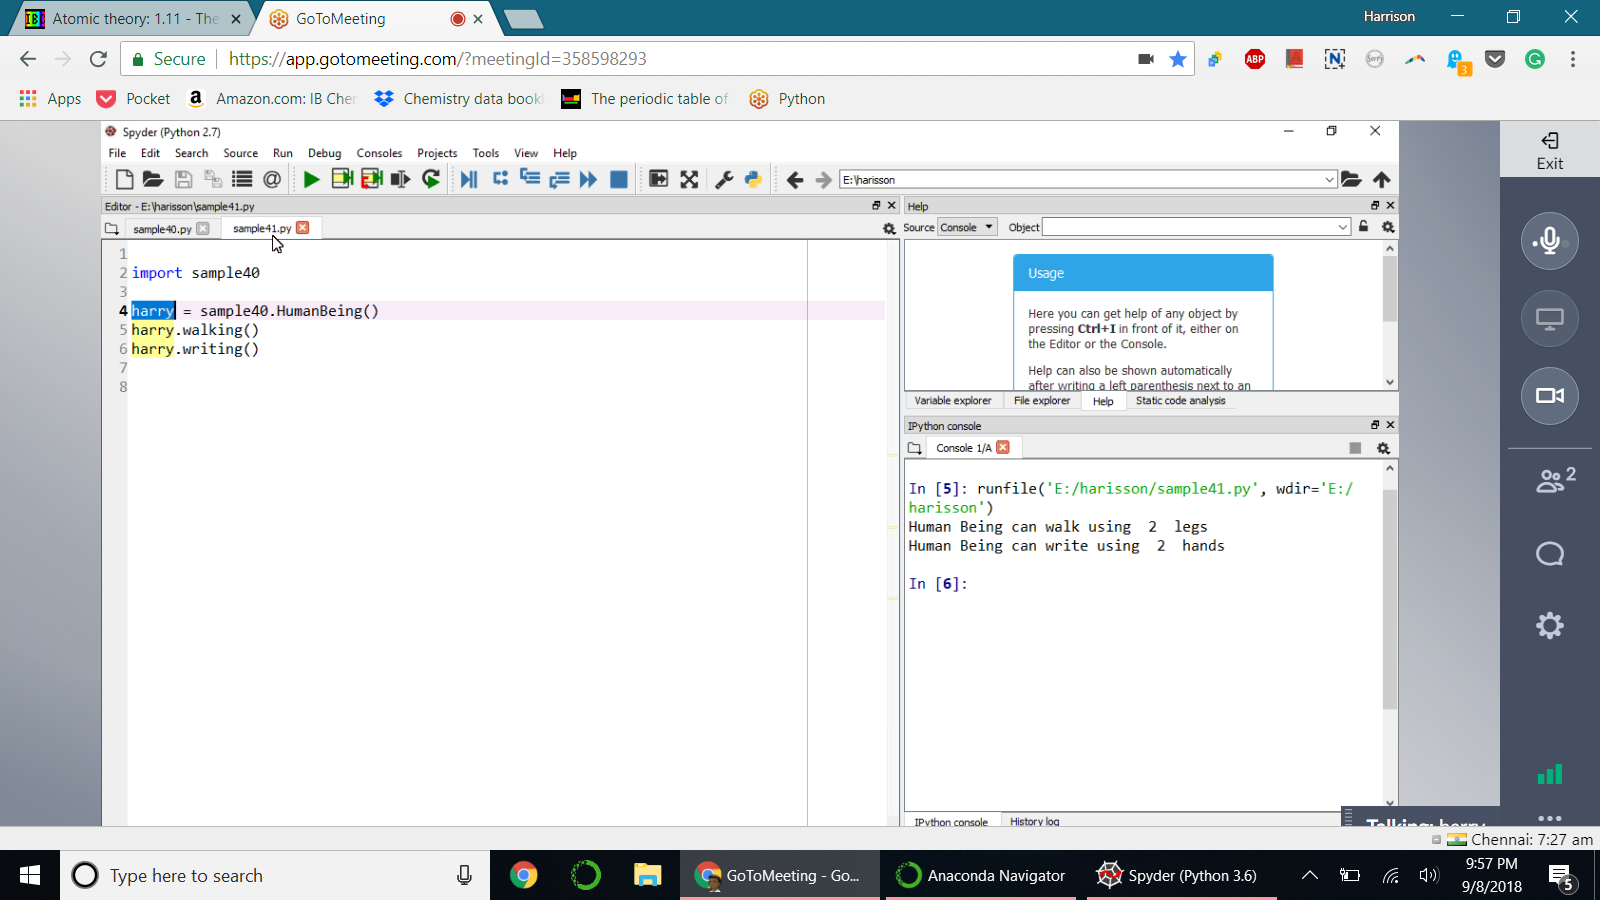 Atomic theory: 1.11 - The
GoToMeeting
Harrison
Secure
https://app.gotomeeting.com/?meetingId=358598293
ABP
3
Apps
Pocket
Amazon.com: IB Cher
Chemistry data book
The periodic table of
Python
Spyder (Python 2.7)
File Edit Search Source Run Debug Consoles Projects Tools View Help
E:\harisson
Editor - E:\harisson\sample41.py
sample40.py
sample41.py
1
2 import sample40
3
4 harry = sample40.HumanBeing()
5 harry.walking()
6 harry.writing()
7
8
Help
Source Console Object
Usage
Here you can get help of any object by
pressing Ctrl+I in front of it, either on
the Editor or the Console.
Help can also be shown automatically
after writing a left parenthesis next to an
Variable explorer File explorer Help Static code analysis
IPython console
Console 1/A
In [5]: runfile('E:/harisson/sample41.py', wdir='E:/
harisson')
Human Being can walk using  2  legs
Human Being can write using  2  hands
In [6]:
IPython console History log
Exit
2
Talking: harry
Chennai: 7:27 am
Type here to search
GoToMeeting - Go...
Anaconda Navigator
Spyder (Python 3.6)
9:57 PM
9/8/2018
5